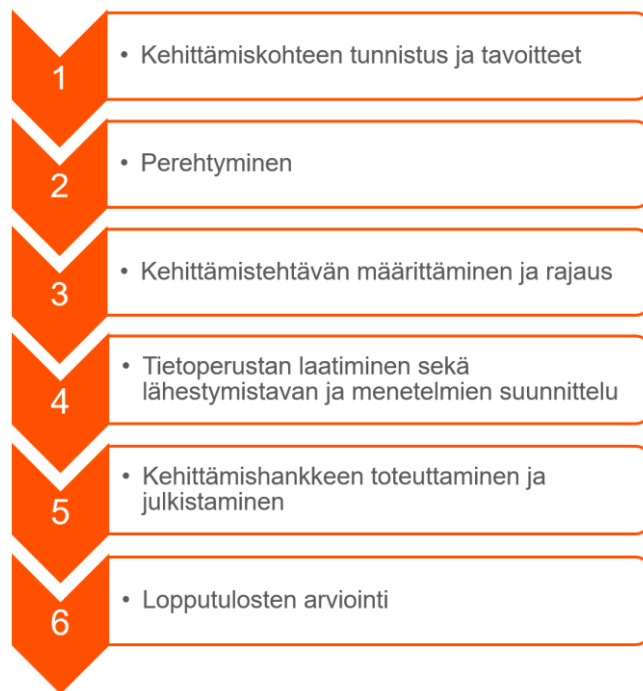 1
• Kehittämiskohteen tunnistus ja tavoitteet
2
• Perehtyminen
3
• Kehittämistehtävän määrittäminen ja rajaus
4
• Tietoperustan laatiminen sekä
lähestymistavan ja menetelmien suunnittelu
5
• Kehittämishankkeen toteuttaminen ja
julkistaminen
6
• Lopputulosten arviointi